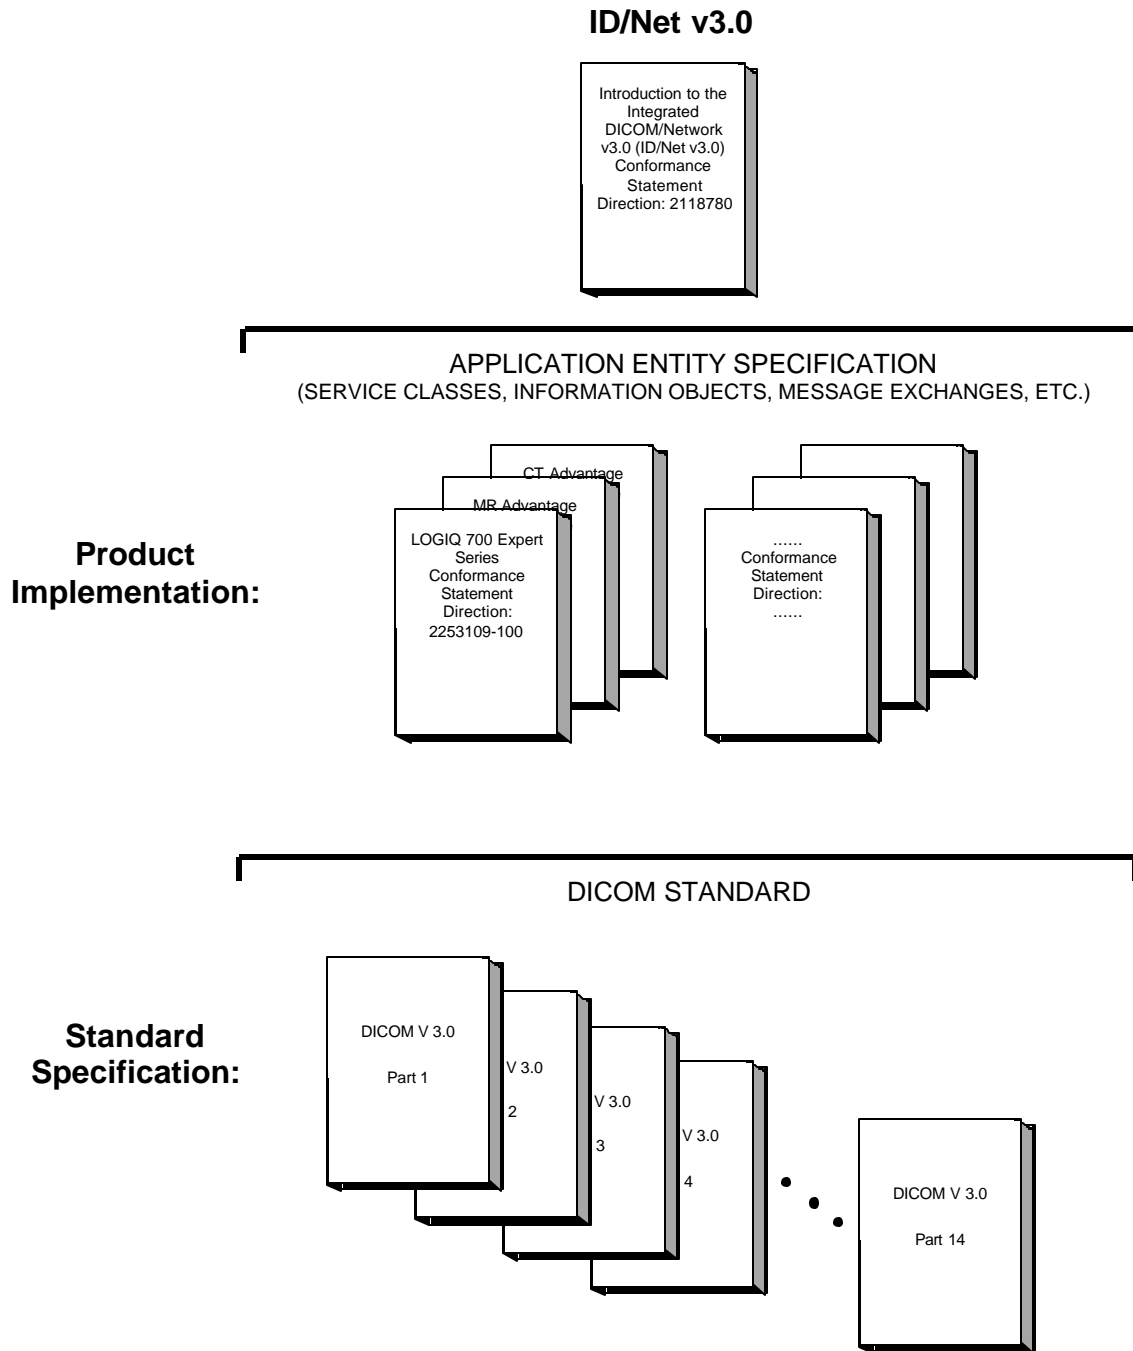 ID/Net v3.0
Introduction to the
Integrated
DICOM/Network
v3.0 (ID/Net v3.0)
Conformance
Statement
Direction: 2118780
APPLICATION ENTITY SPECIFICATION
(SERVICE CLASSES, INFORMATION OBJECTS, MESSAGE EXCHANGES, ETC.)
Product
Implementation:
CT Advantage
MR Advantage
LOGIQ 700 Expert
Series
Conformance
Statement
Direction:
2253109-100
......
Conformance
Statement
Direction:
......
DICOM STANDARD
Standard
Specification:
DICOM V 3.0
Part 1
V 3.0
2
V 3.0
3
V 3.0
4
DICOM V 3.0
Part 14